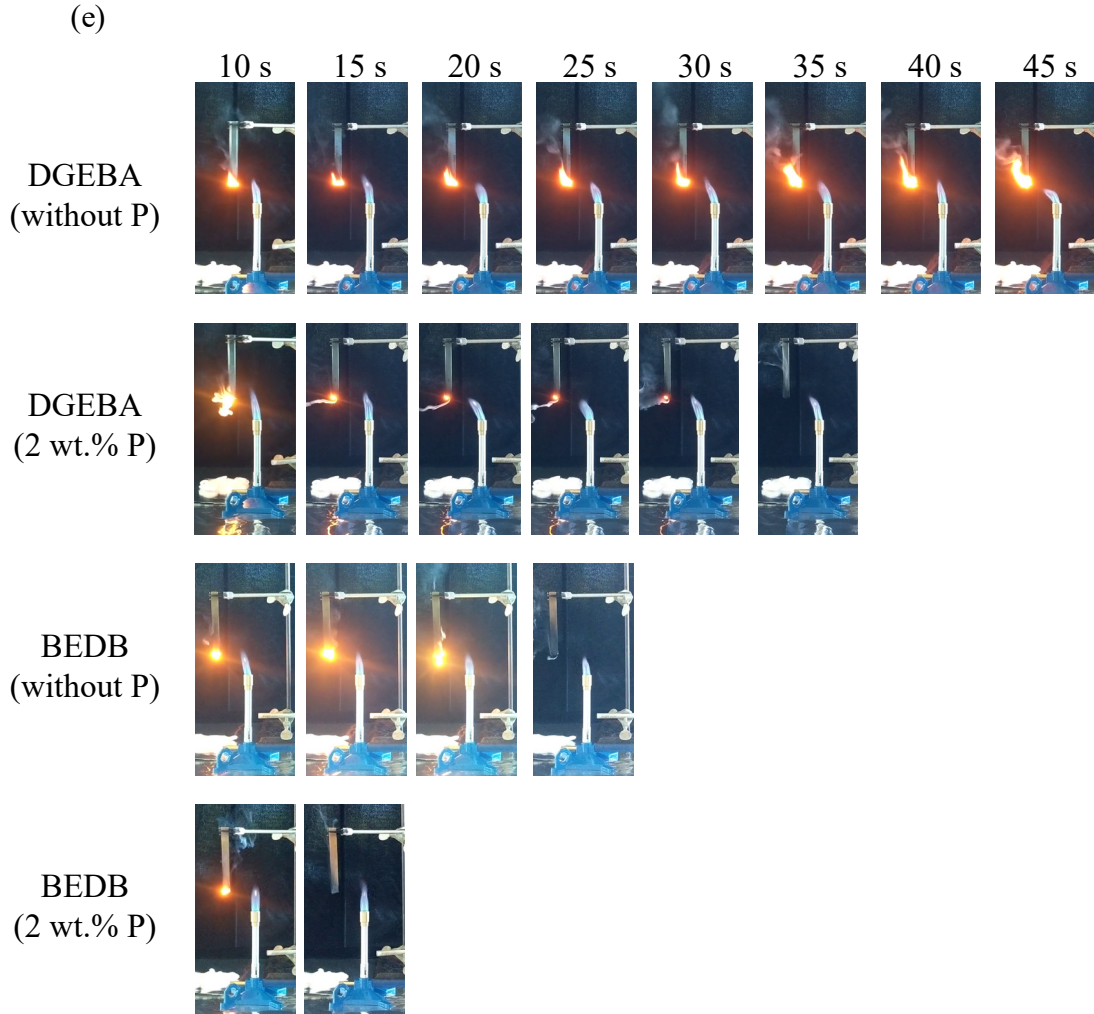 (e)
10 s 15 s 20 s 25 s 30 s 35 s 40 s 45 s
DGEBA
(without P)
DGEBA
(2 wt.% P)
BEDB
(without P)
BEDB
(2 wt.% P)